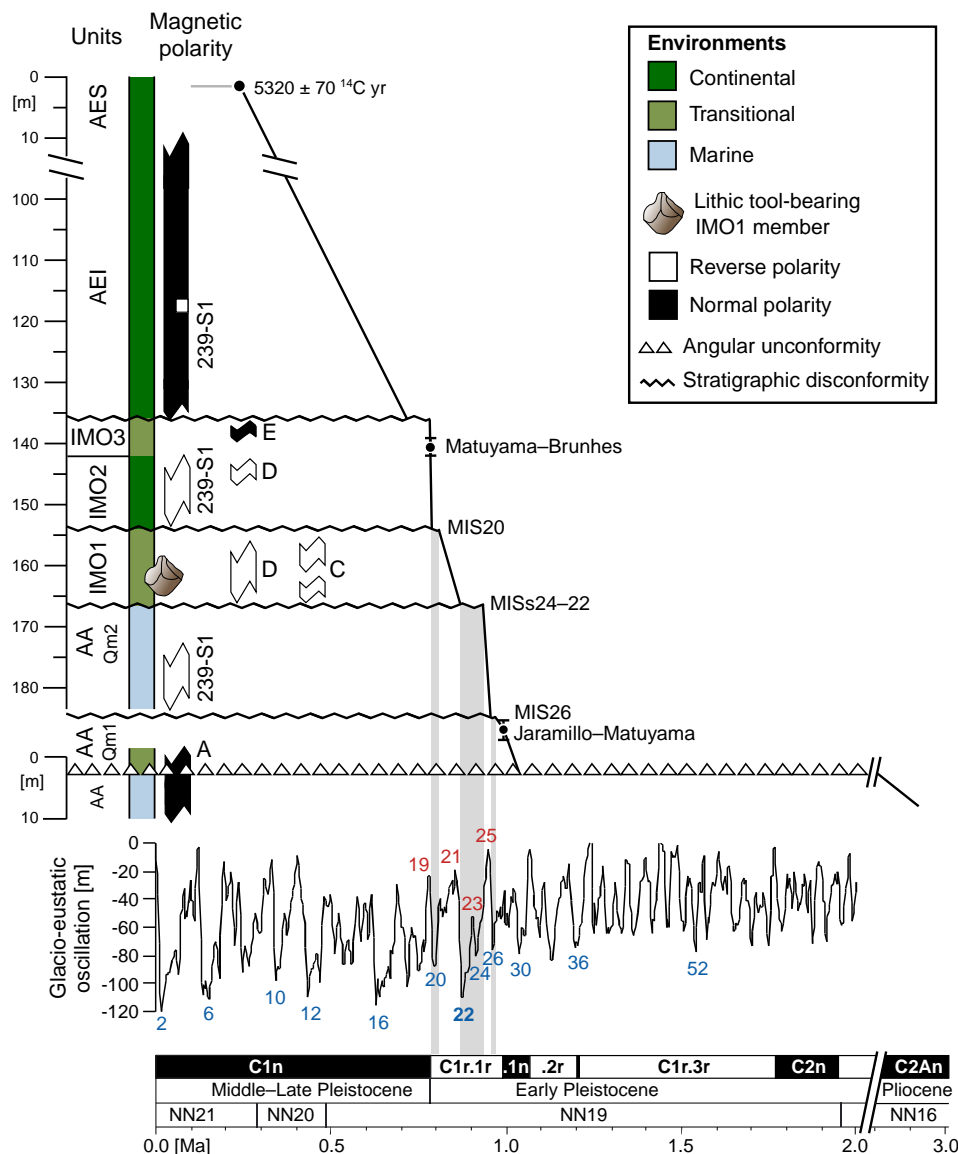 Units
Magnetic
polarity
0
[m]
10
100
110
120
130
140
150
160
170
180
0
[m]
10
AES
AEI
IMO3
IMO2
IMO1
AA
Qm2
AA
Qm1
AA
239-S1
239-S1
239-S1
E
D
D
C
A
5320 ± 70 ¹⁴C yr
Matuyama–Brunhes
MIS20
MISs24–22
MIS26
Jaramillo–Matuyama
Environments
Continental
Transitional
Marine
Lithic tool-bearing
IMO1 member
Reverse polarity
Normal polarity
Angular unconformity
Stratigraphic disconformity
Glacio-eustatic
oscillation [m]
0
-20
-40
-60
-80
-100
-120
19
21
23
25
2
6
10
12
16
20
22
24
26
30
36
52
C1n
C1r.1r
.1n
.2r
C1r.3r
C2n
C2An
Middle–Late Pleistocene
Early Pleistocene
Pliocene
NN21
NN20
NN19
NN16
0.0 [Ma]
0.5
1.0
1.5
2.0
3.0